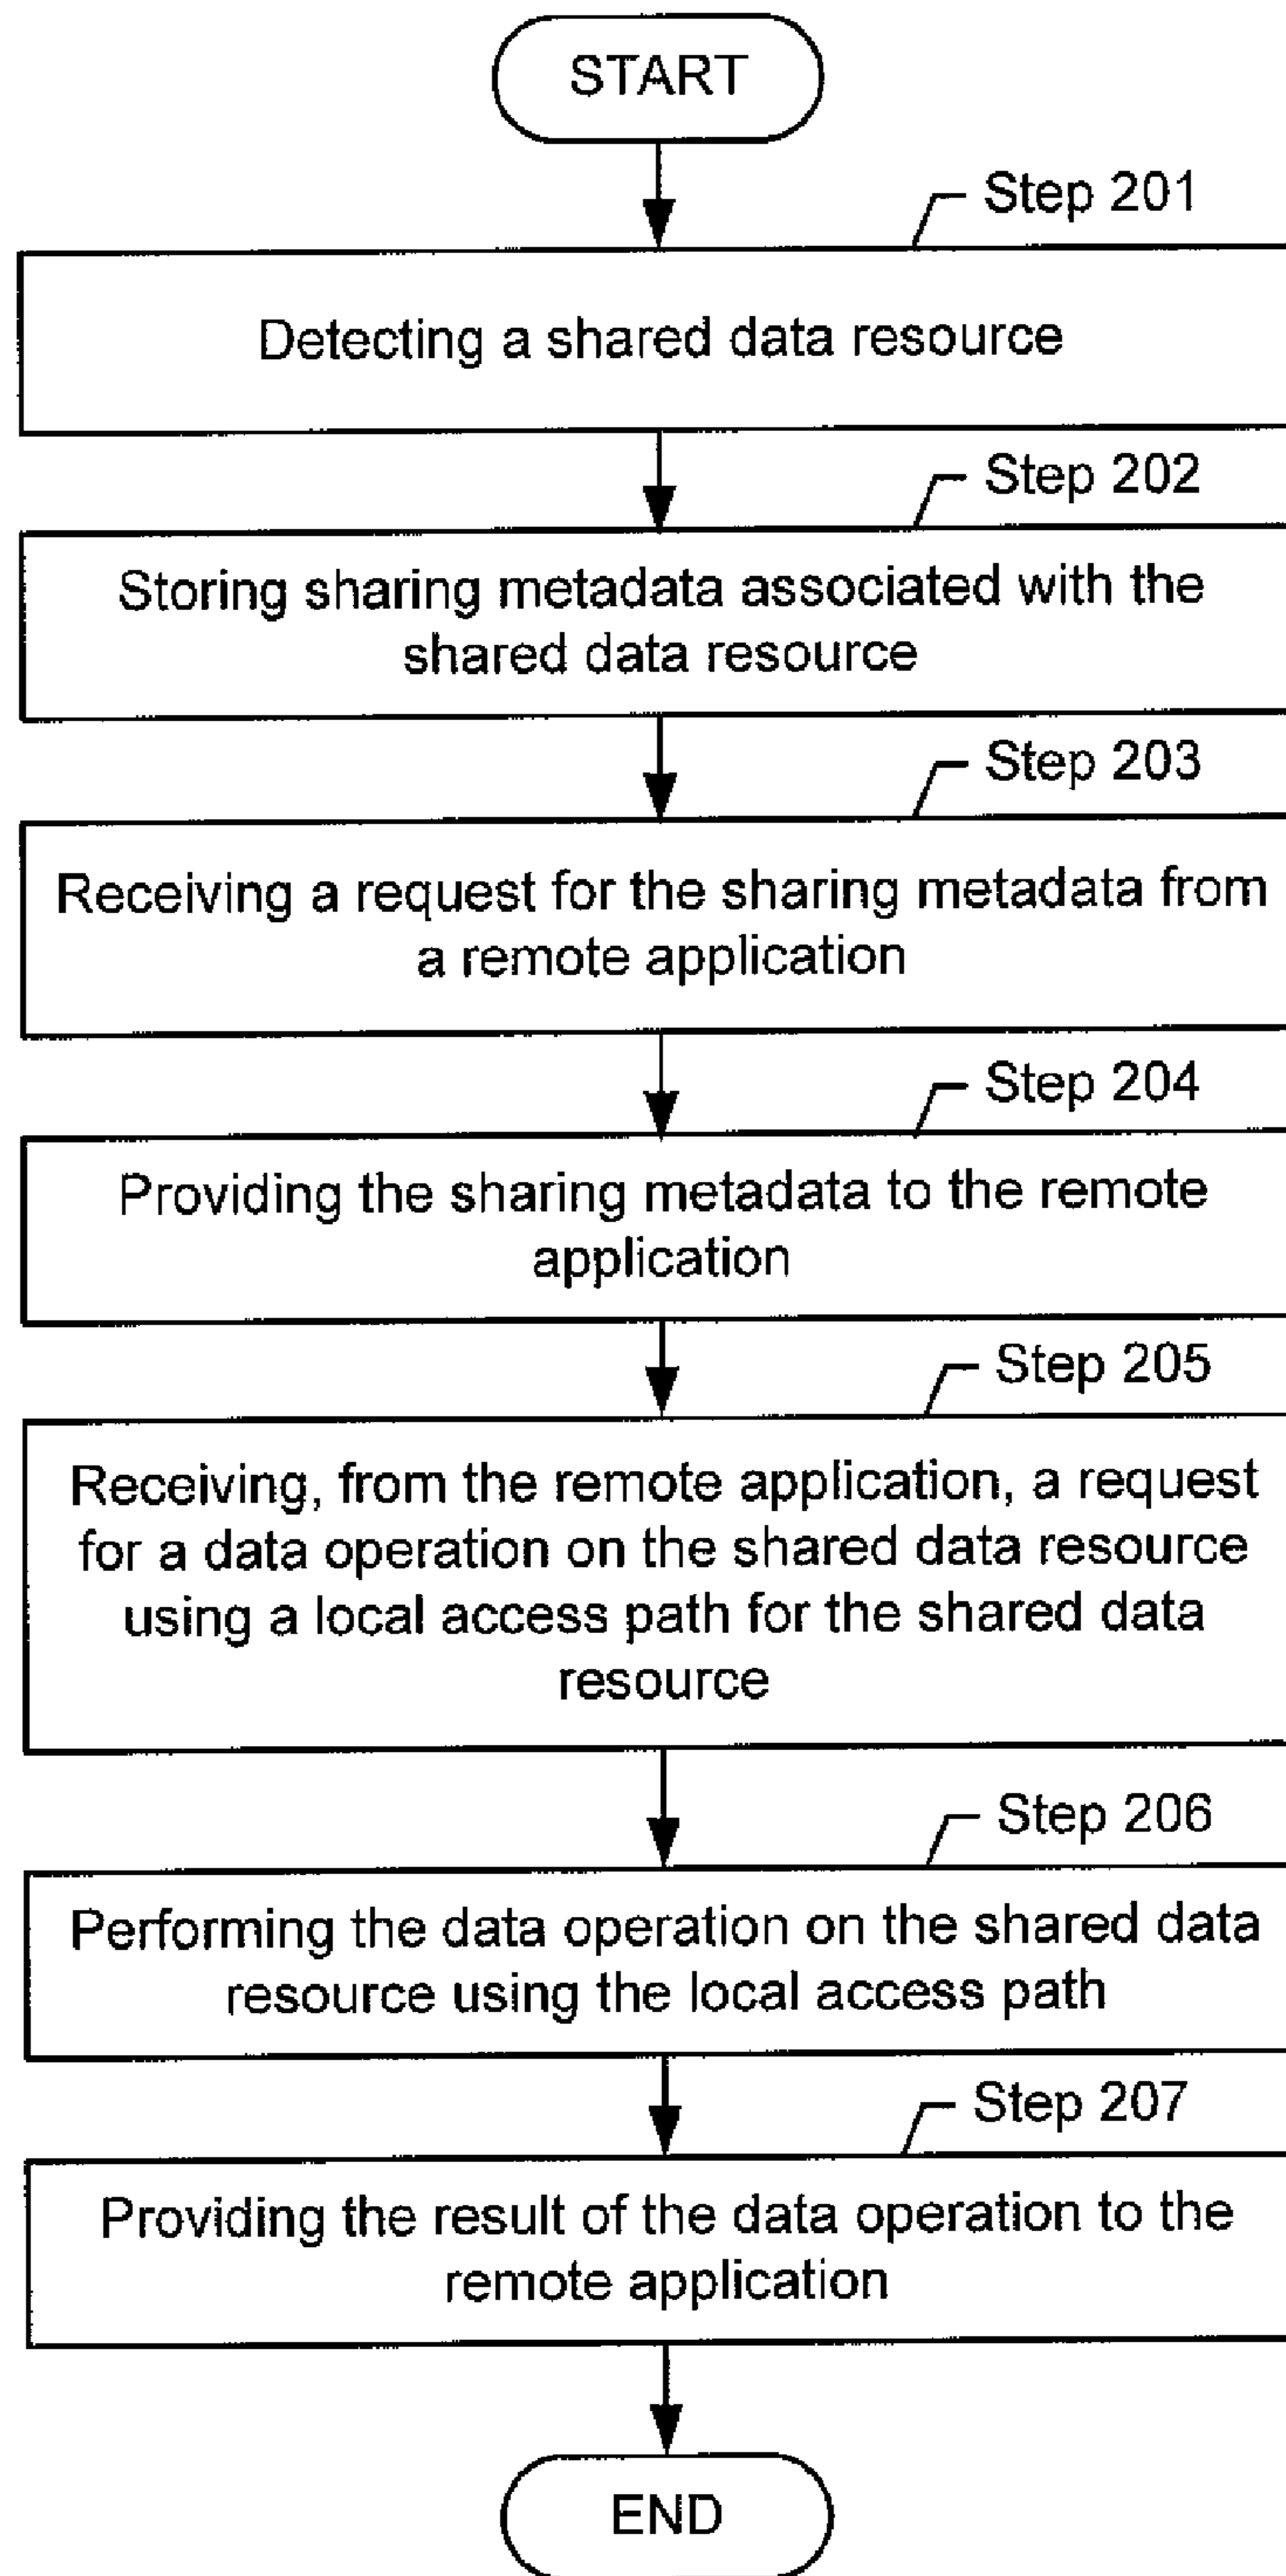 START
Step 201
Detecting a shared data resource
Step 202
Storing sharing metadata associated with the
shared data resource
Step 203
Receiving a request for the sharing metadata from
a remote application
Step 204
Providing the sharing metadata to the remote
application
Step 205
Receiving, from the remote application, a request
for a data operation on the shared data resource
using a local access path for the shared data
resource
Step 206
Performing the data operation on the shared data
resource using the local access path
Step 207
Providing the result of the data operation to the
remote application
END